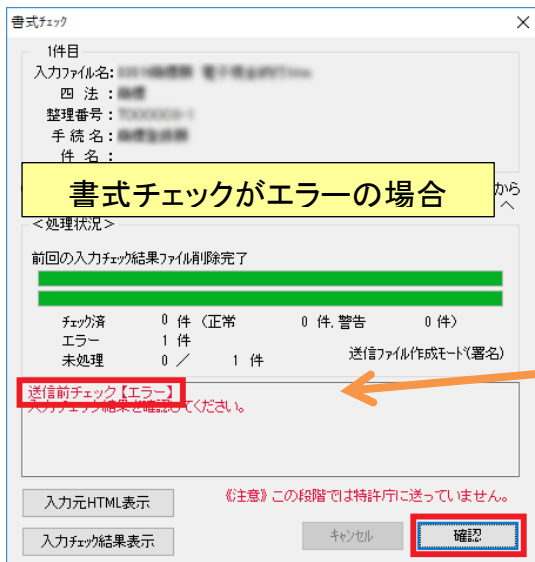 書式チェック
1件目
入力ファイル名:
四 法 :
整理番号:
手 続 名:
件 名 :
書式チェックがエラーの場合
から
へ
<処理状況>
前回の入力チェック結果ファイル削除完了
チェック済 0 件 (正常 0 件, 警告 0 件)
エラー 1 件
未処理 0 / 1 件 送信ファイル作成モード(署名)
送信前チェック【エラー】
入力チェック結果を確認してください。
入力元HTML表示
《注意》この段階では特許庁に送っていません。
入力チェック結果表示
キャンセル
確認